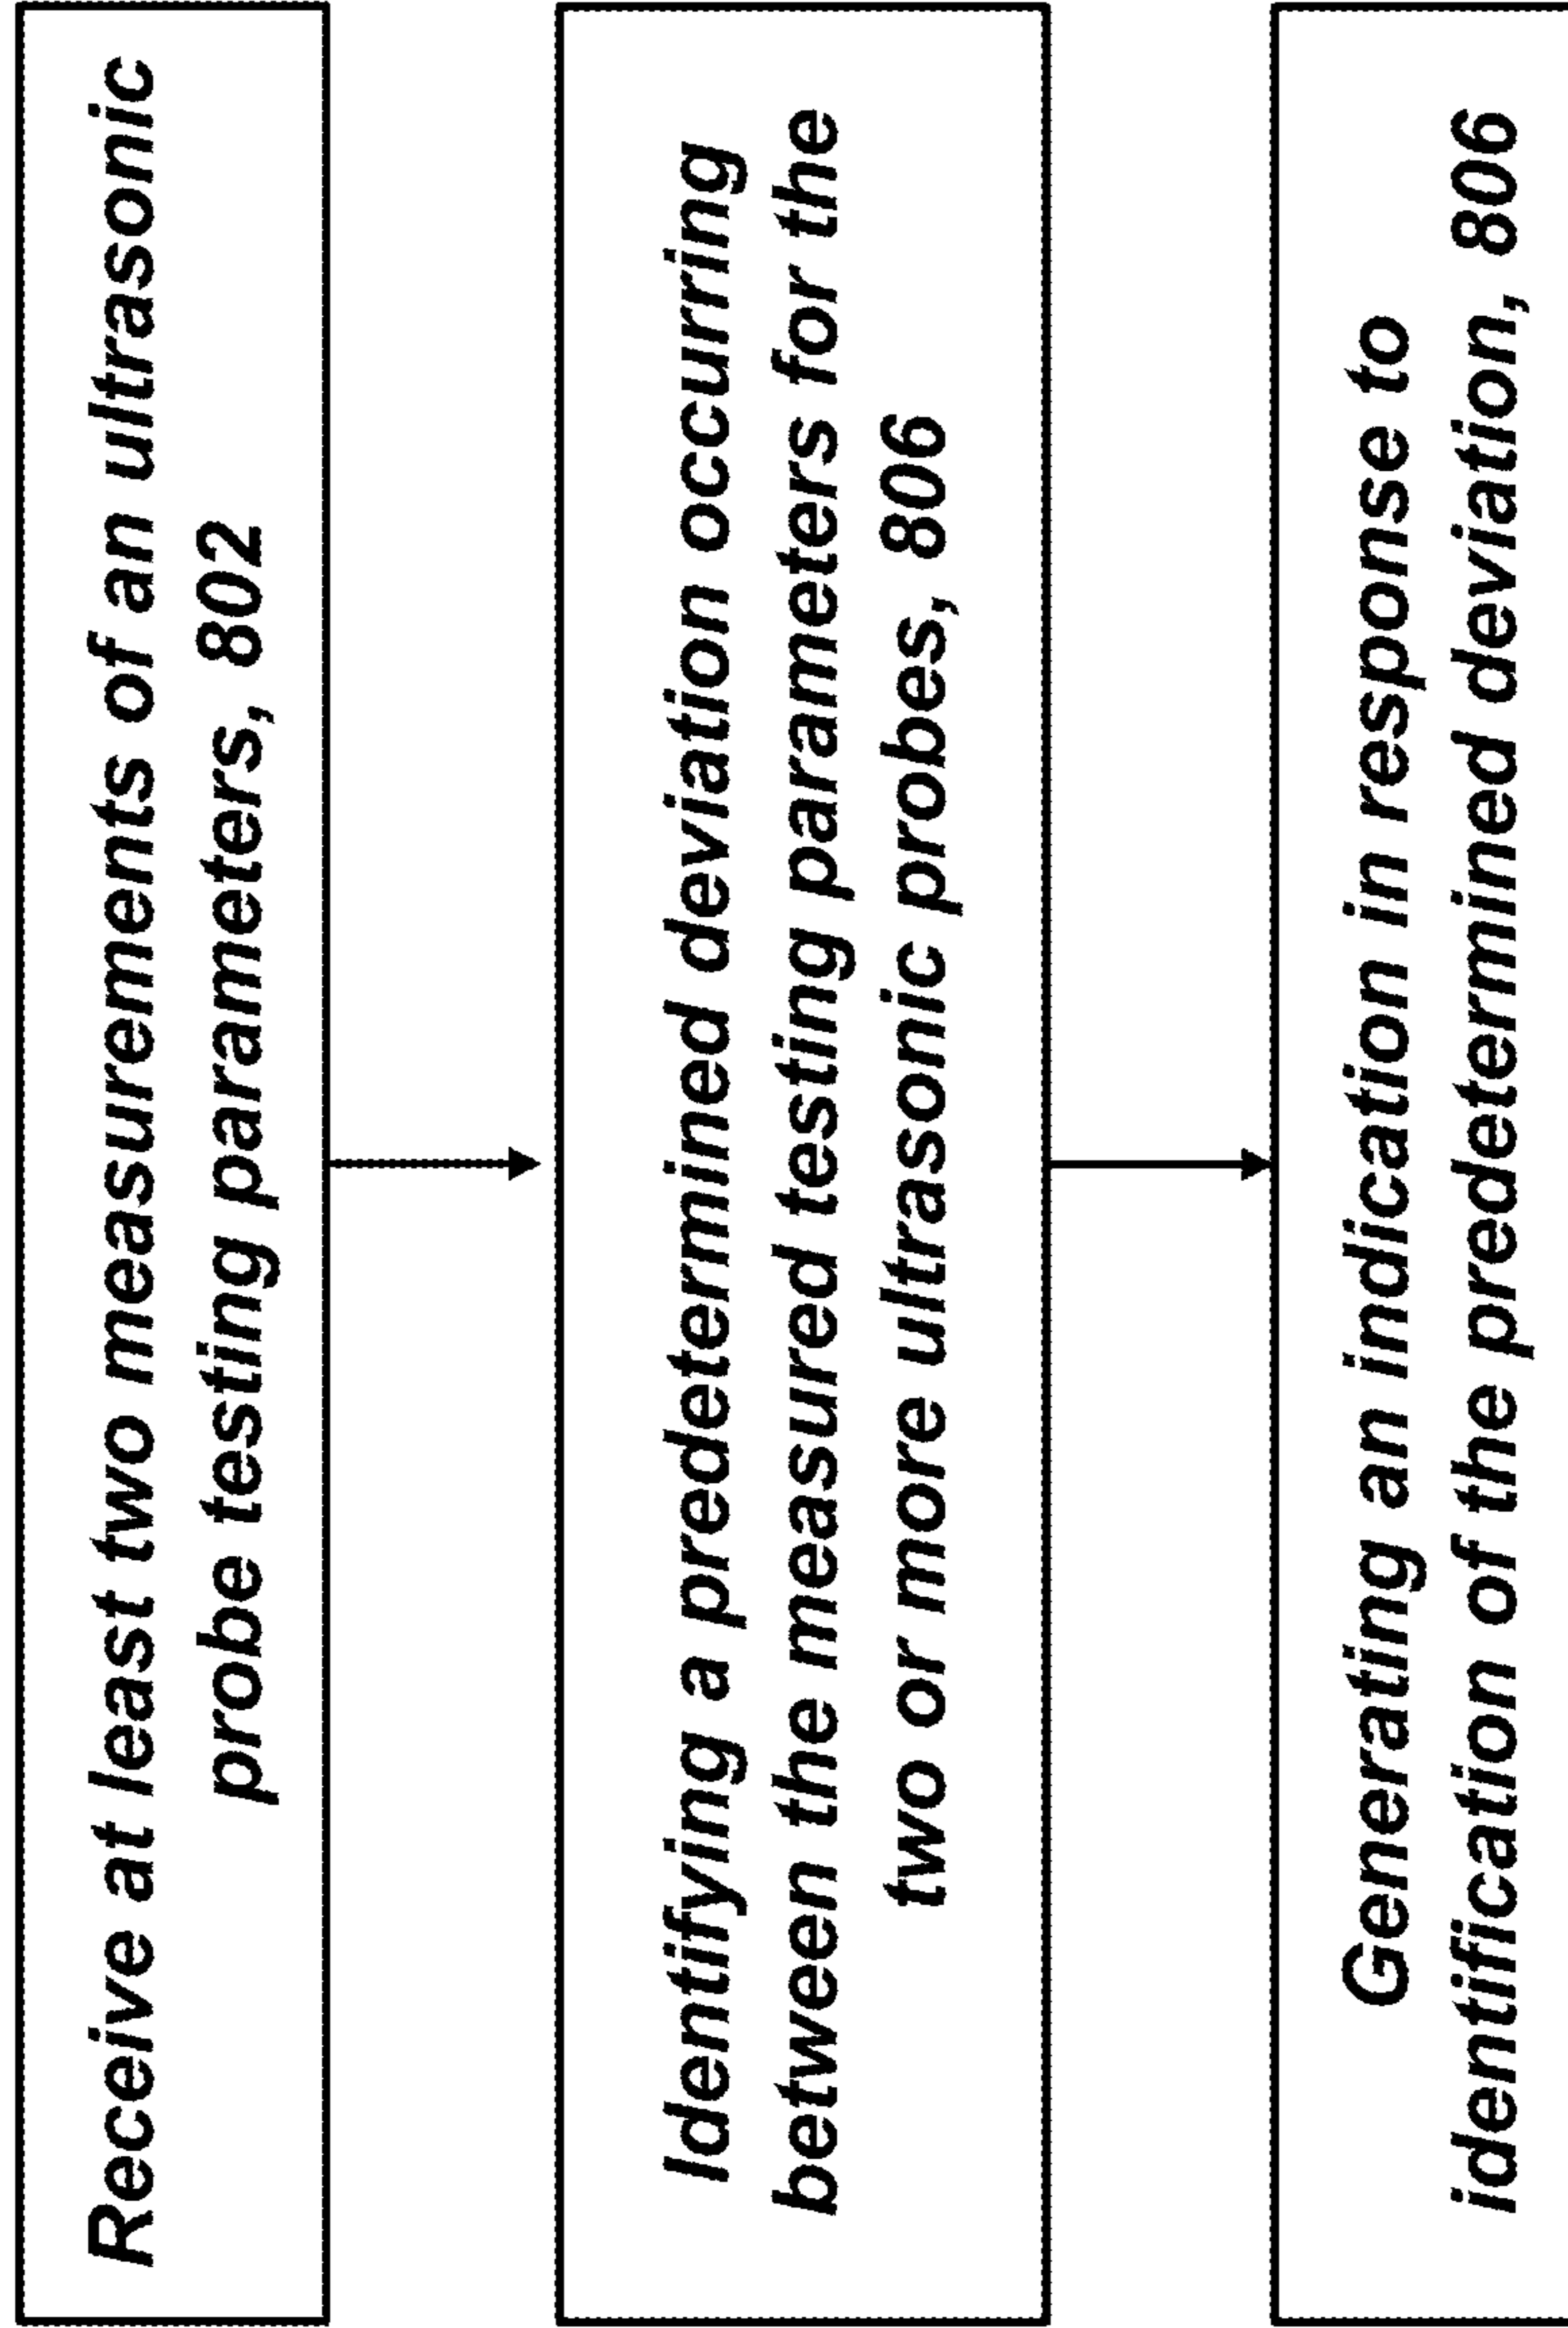 Receive at least two measurements of an ultrasonic
probe testing parameters, 802
Identifying a predetermined deviation occurring
between the measured testing parameters for the
two or more ultrasonic probes, 806
Generating an indication in response to
identification of the predetermined deviation, 806